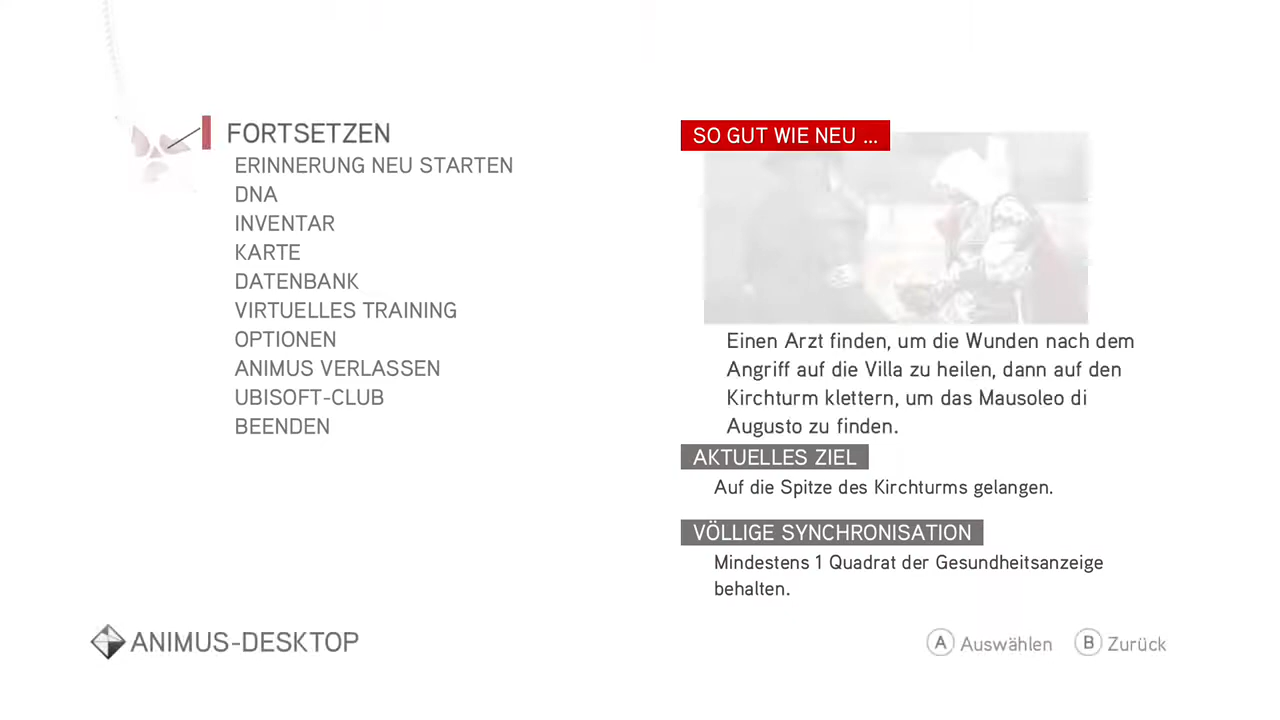 FORTSETZEN
ERINNERUNG NEU STARTEN
DNA
INVENTAR
KARTE
DATENBANK
VIRTUELLES TRAINING
OPTIONEN
ANIMUS VERLASSEN
UBISOFT-CLUB
BEENDEN
SO GUT WIE NEU ...
Einen Arzt finden, um die Wunden nach dem
Angriff auf die Villa zu heilen, dann auf den
Kirchturm klettern, um das Mausoleo di
Augusto zu finden.
AKTUELLES ZIEL
Auf die Spitze des Kirchturms gelangen.
VÖLLIGE SYNCHRONISATION
Mindestens 1 Quadrat der Gesundheitsanzeige
behalten.
ANIMUS-DESKTOP
A Auswählen B Zurück